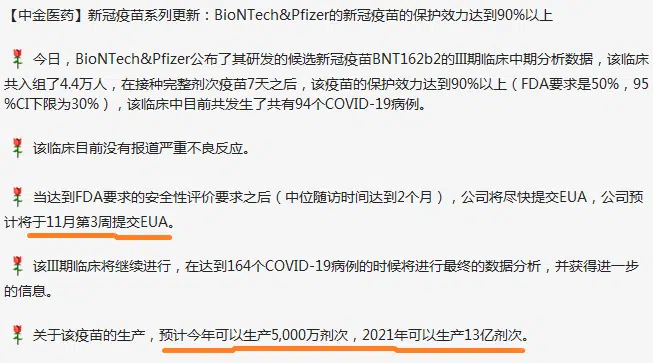 【中金医药】新冠疫苗系列更新：BioNTech&Pfizer的新冠疫苗的保护效力达到90%以上
今日，BioNTech&Pfizer公布了其研发的候选新冠疫苗BNT162b2的III期临床中期分析数据，该临床
共入组了4.4万人，在接种完整剂次疫苗7天之后，该疫苗的保护效力达到90%以上（FDA要求是50%，95
%CI下限为30%），该临床中目前共发生了共有94个COVID-19病例。
该临床目前没有报道严重不良反应。
当达到FDA要求的安全性评价要求之后（中位随访时间达到2个月），公司将尽快提交EUA，公司预
计将于11月第3周提交EUA。
该III期临床将继续进行，在达到164个COVID-19病例的时候将进行最终的数据分析，并获得进一步
的信息。
关于该疫苗的生产，预计今年可以生产5,000万剂次，2021年可以生产13亿剂次。